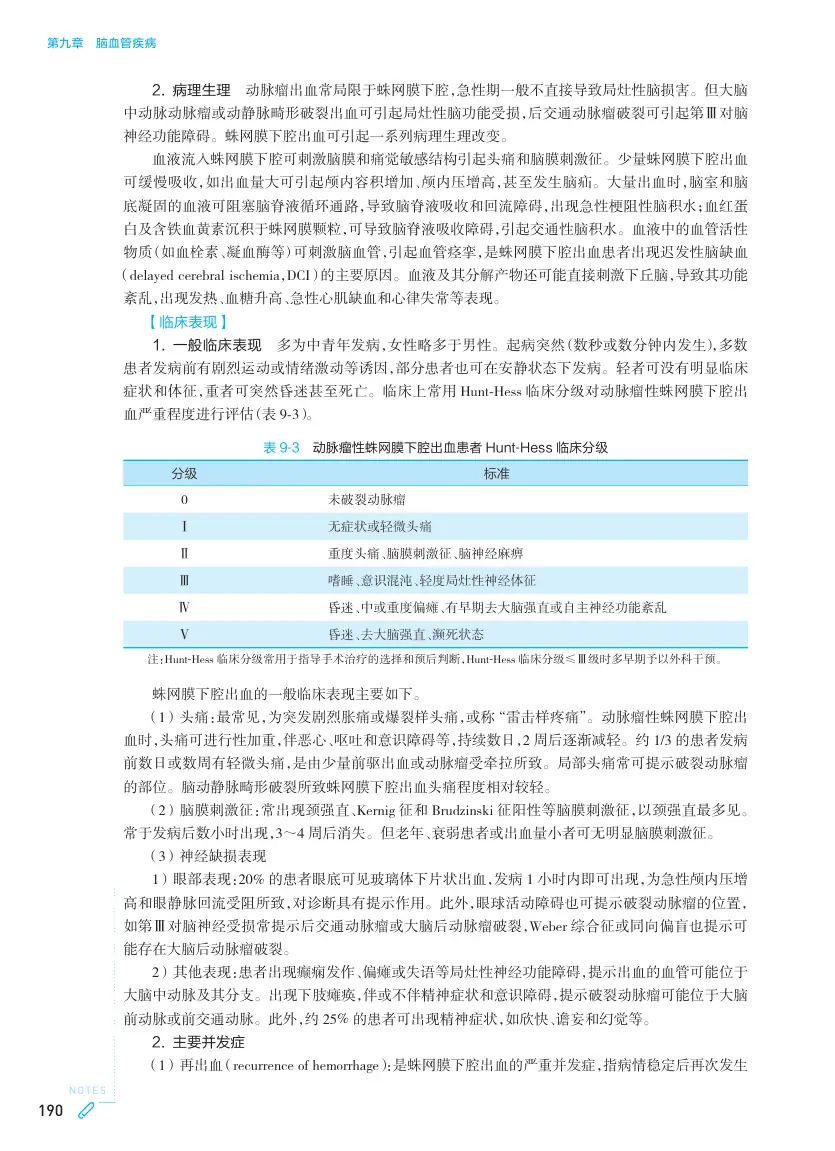 第九章 脑血管疾病
2. 病理生理 动脉瘤出血常局限于蛛网膜下腔,急性期一般不直接导致局灶性脑损害。但大脑
中动脉动脉瘤或动静脉畸形破裂出血可引起局灶性脑功能受损,后交通动脉瘤破裂可引起第Ⅲ对脑
神经功能障碍。蛛网膜下腔出血可引起一系列病理生理改变。
血液流入蛛网膜下腔可刺激脑膜和痛觉敏感结构引起头痛和脑膜刺激征。少量蛛网膜下腔出血
可缓慢吸收,如出血量大可引起颅内容积增加、颅内压增高,甚至发生脑疝。大量出血时,脑室和脑
底凝固的血液可阻塞脑脊液循环通路,导致脑脊液吸收和回流障碍,出现急性梗阻性脑积水;血红蛋
白及含铁血黄素沉积于蛛网膜颗粒,可导致脑脊液吸收障碍,引起交通性脑积水。血液中的血管活性
物质(如血栓素、凝血酶等)可刺激脑血管,引起血管痉挛,是蛛网膜下腔出血患者出现迟发性脑缺血
(delayed cerebral ischemia,DCI)的主要原因。血液及其分解产物还可能直接刺激下丘脑,导致其功能
紊乱,出现发热、血糖升高、急性心肌缺血和心律失常等表现。
【临床表现】
1. 一般临床表现 多为中青年发病,女性略多于男性。起病突然(数秒或数分钟内发生),多数
患者发病前有剧烈运动或情绪激动等诱因,部分患者也可在安静状态下发病。轻者可没有明显临床
症状和体征,重者可突然昏迷甚至死亡。临床上常用 Hunt-Hess 临床分级对动脉瘤性蛛网膜下腔出
血严重程度进行评估(表 9-3)。
表 9-3 动脉瘤性蛛网膜下腔出血患者 Hunt-Hess 临床分级
分级 标准
0 未破裂动脉瘤
Ⅰ 无症状或轻微头痛
Ⅱ 重度头痛、脑膜刺激征、脑神经麻痹
Ⅲ 嗜睡、意识混沌、轻度局灶性神经体征
Ⅳ 昏迷、中或重度偏瘫、有早期去大脑强直或自主神经功能紊乱
Ⅴ 昏迷、去大脑强直、濒死状态
注:Hunt-Hess 临床分级常用于指导手术治疗的选择和预后判断,Hunt-Hess 临床分级≤Ⅲ级时多早期予以外科干预。
蛛网膜下腔出血的一般临床表现主要如下。
(1)头痛:最常见,为突发剧烈胀痛或爆裂样头痛,或称“雷击样疼痛”。动脉瘤性蛛网膜下腔出
血时,头痛可进行性加重,伴恶心、呕吐和意识障碍等,持续数日,2 周后逐渐减轻。约 1/3 的患者发病
前数日或数周有轻微头痛,是由少量前驱出血或动脉瘤受牵拉所致。局部头痛常可提示破裂动脉瘤
的部位。脑动静脉畸形破裂所致蛛网膜下腔出血头痛程度相对较轻。
(2)脑膜刺激征:常出现颈强直、Kernig 征和 Brudzinski 征阳性等脑膜刺激征,以颈强直最多见。
常于发病后数小时出现,3～4 周后消失。但老年、衰弱患者或出血量小者可无明显脑膜刺激征。
(3)神经缺损表现
1)眼部表现:20% 的患者眼底可见玻璃体下片状出血,发病 1 小时内即可出现,为急性颅内压增
高和眼静脉回流受阻所致,对诊断具有提示作用。此外,眼球活动障碍也可提示破裂动脉瘤的位置,
如第Ⅲ对脑神经受损常提示后交通动脉瘤或大脑后动脉瘤破裂,Weber 综合征或同向偏盲也提示可
能存在大脑后动脉瘤破裂。
2)其他表现:患者出现癫痫发作、偏瘫或失语等局灶性神经功能障碍,提示出血的血管可能位于
大脑中动脉及其分支。出现下肢瘫痪,伴或不伴精神症状和意识障碍,提示破裂动脉瘤可能位于大脑
前动脉或前交通动脉。此外,约 25% 的患者可出现精神症状,如欣快、谵妄和幻觉等。
2. 主要并发症
(1)再出血(recurrence of hemorrhage):是蛛网膜下腔出血的严重并发症,指病情稳定后再次发生
NOTES
190